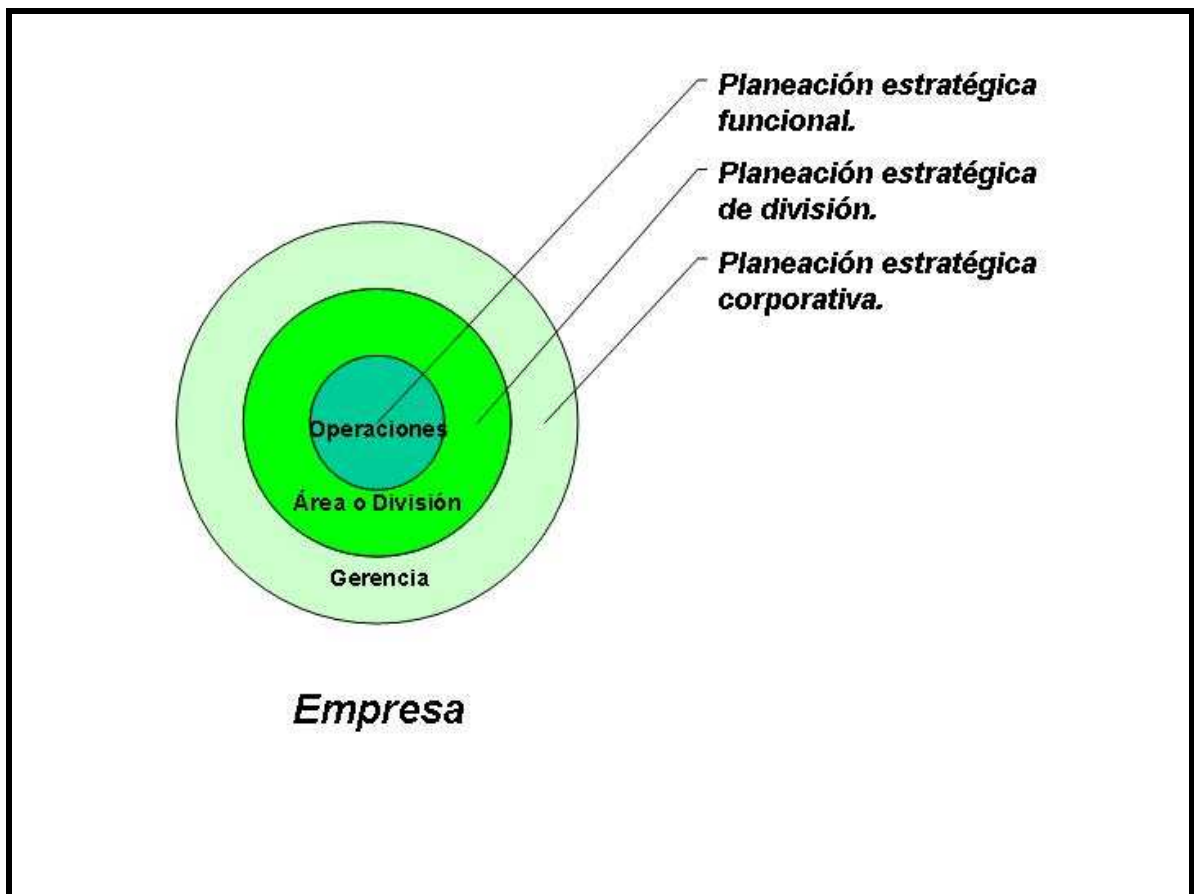 Planeación estratégica
funcional.
Planeación estratégica
de división.
Planeación estratégica
corporativa.
Operaciones
Área o División
Gerencia
Empresa